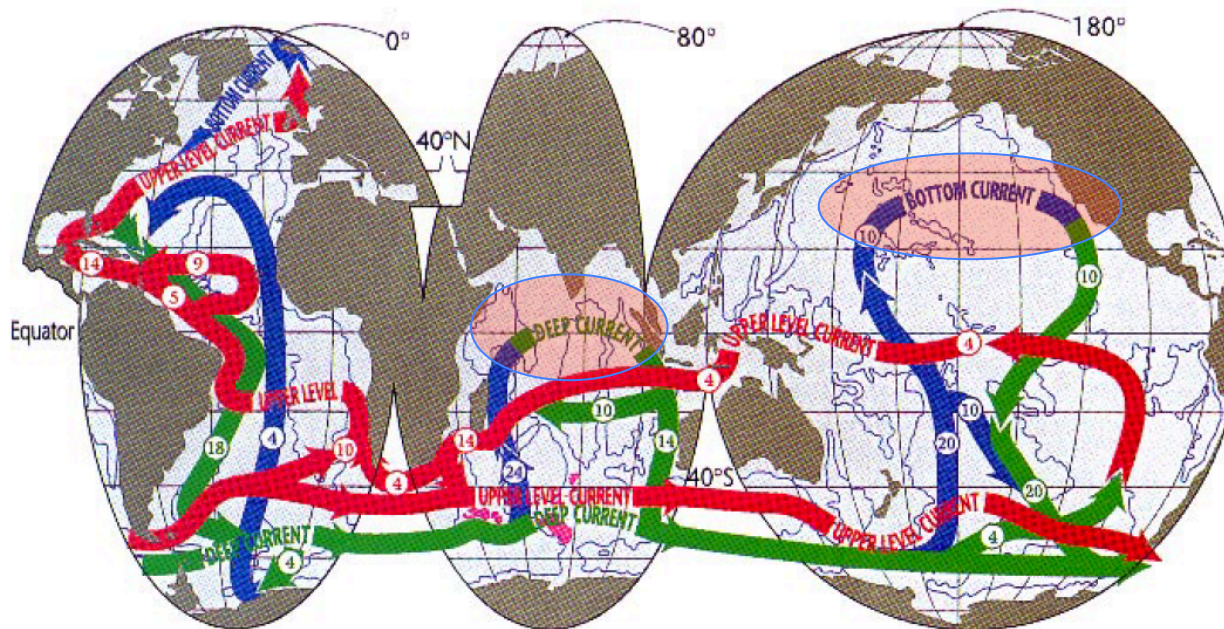 0°
80°
180°
BOTTOM CURRENT
UPPER LEVEL CURRENT
40°N
BOTTOM CURRENT
10
14
9
5
10
Equator
DEEP CURRENT
UPPER LEVEL CURRENT
4
4
UPPER LEVEL
10
10
18
4
10
14
14
20
4
24
40°S
20
UPPER LEVEL CURRENT
DEEP CURRENT
UPPER LEVEL CURRENT
DEEP CURRENT
4
4